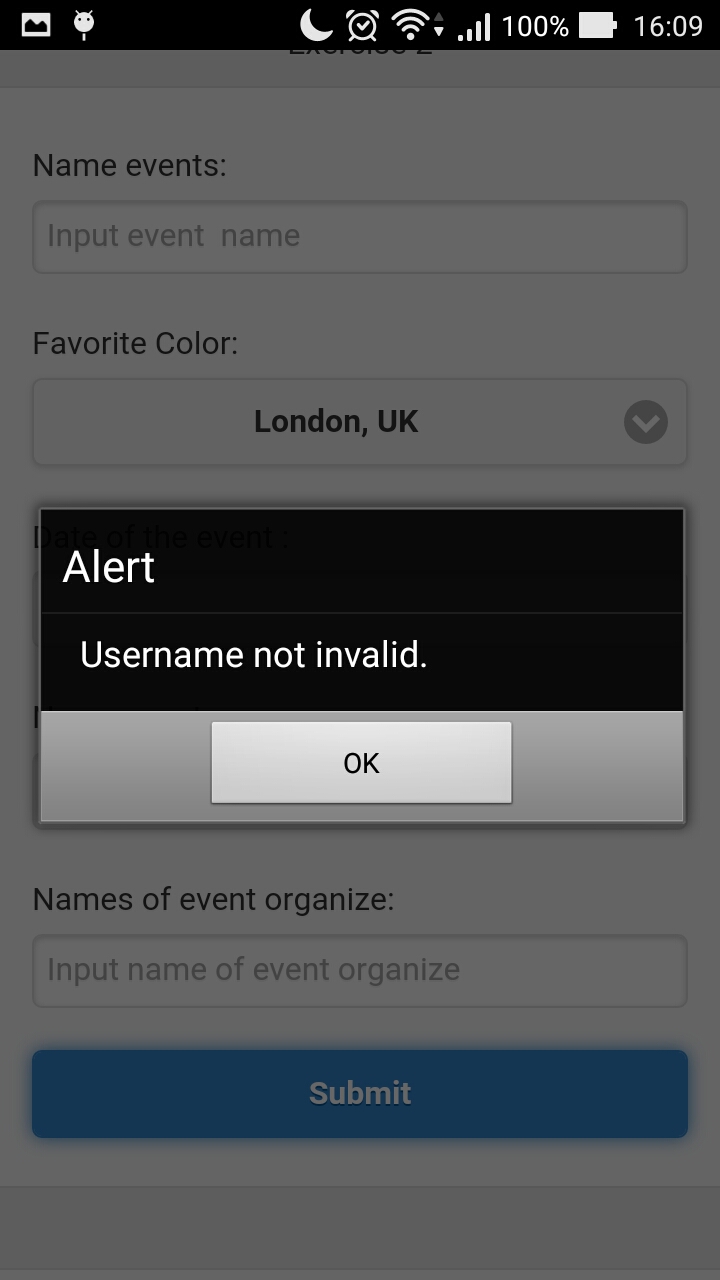 100% 16:09
Exercise 2
Name events:
Input event  name
Favorite Color:
London, UK
Date of the event :
Alert
Username not invalid.
OK
Names of event organize:
Input name of event organize
Submit